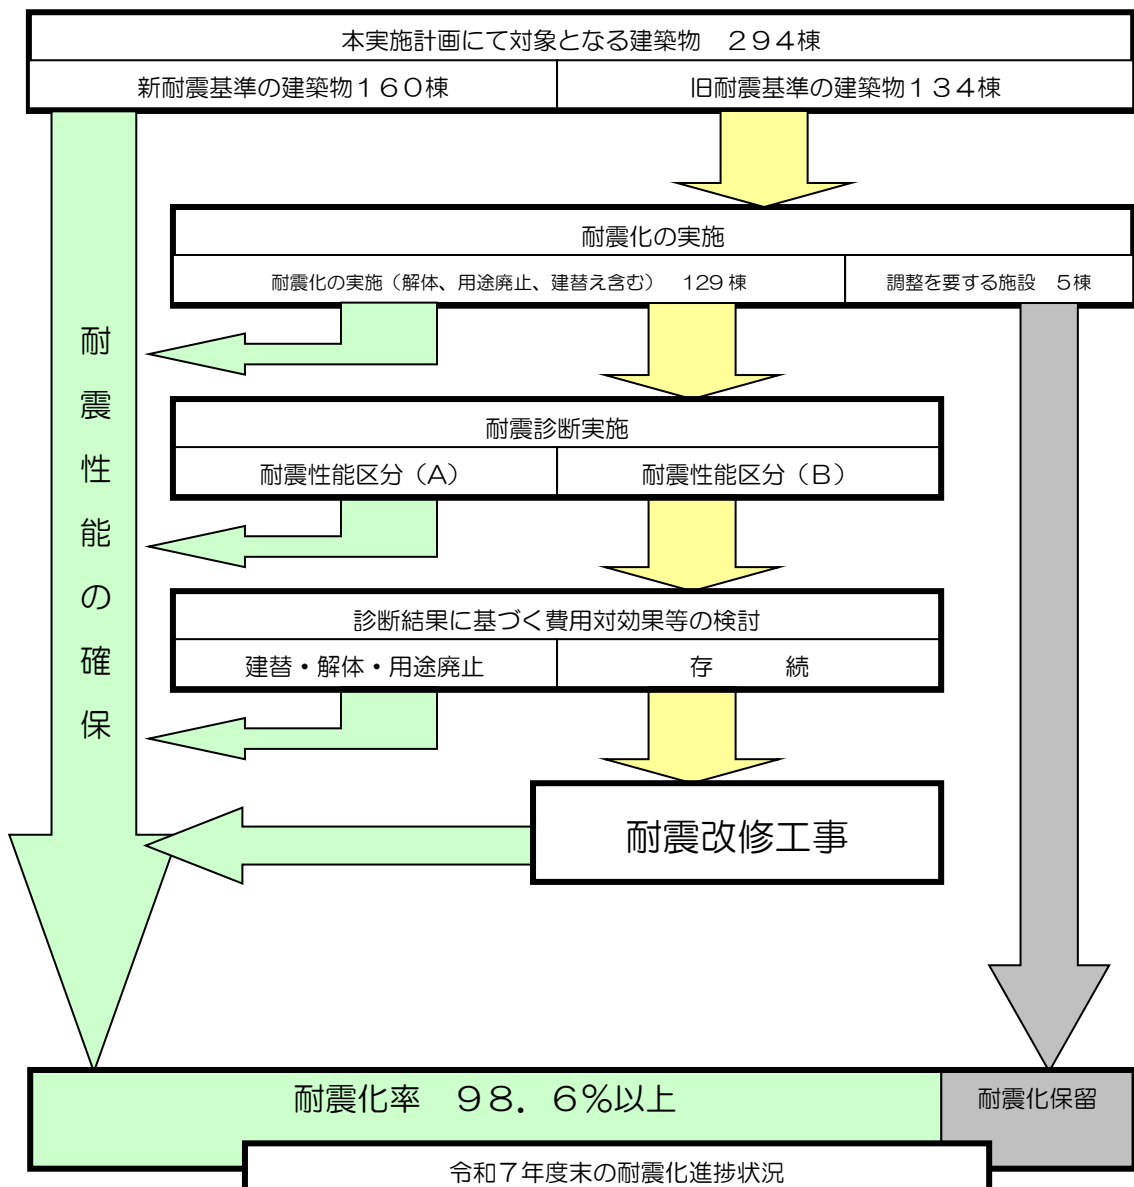 本実施計画にて対象となる建築物　２９４棟
新耐震基準の建築物１６０棟
旧耐震基準の建築物１３４棟
耐震化の実施
耐震化の実施（解体、用途廃止、建替え含む）　129 棟
調整を要する施設　5棟
耐震性能の確保
耐震診断実施
耐震性能区分（A）
耐震性能区分（B）
診断結果に基づく費用対効果等の検討
建替・解体・用途廃止
存　　　続
耐震改修工事
耐震化率　９８．６％以上
耐震化保留
令和７年度末の耐震化進捗状況